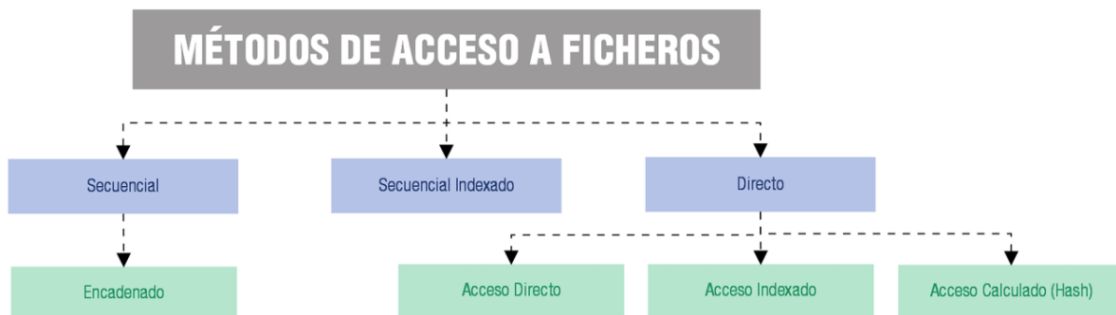 MÉTODOS DE ACCESO A FICHEROS
Secuencial
Secuencial Indexado
Directo
Encadenado
Acceso Directo
Acceso Indexado
Acceso Calculado (Hash)